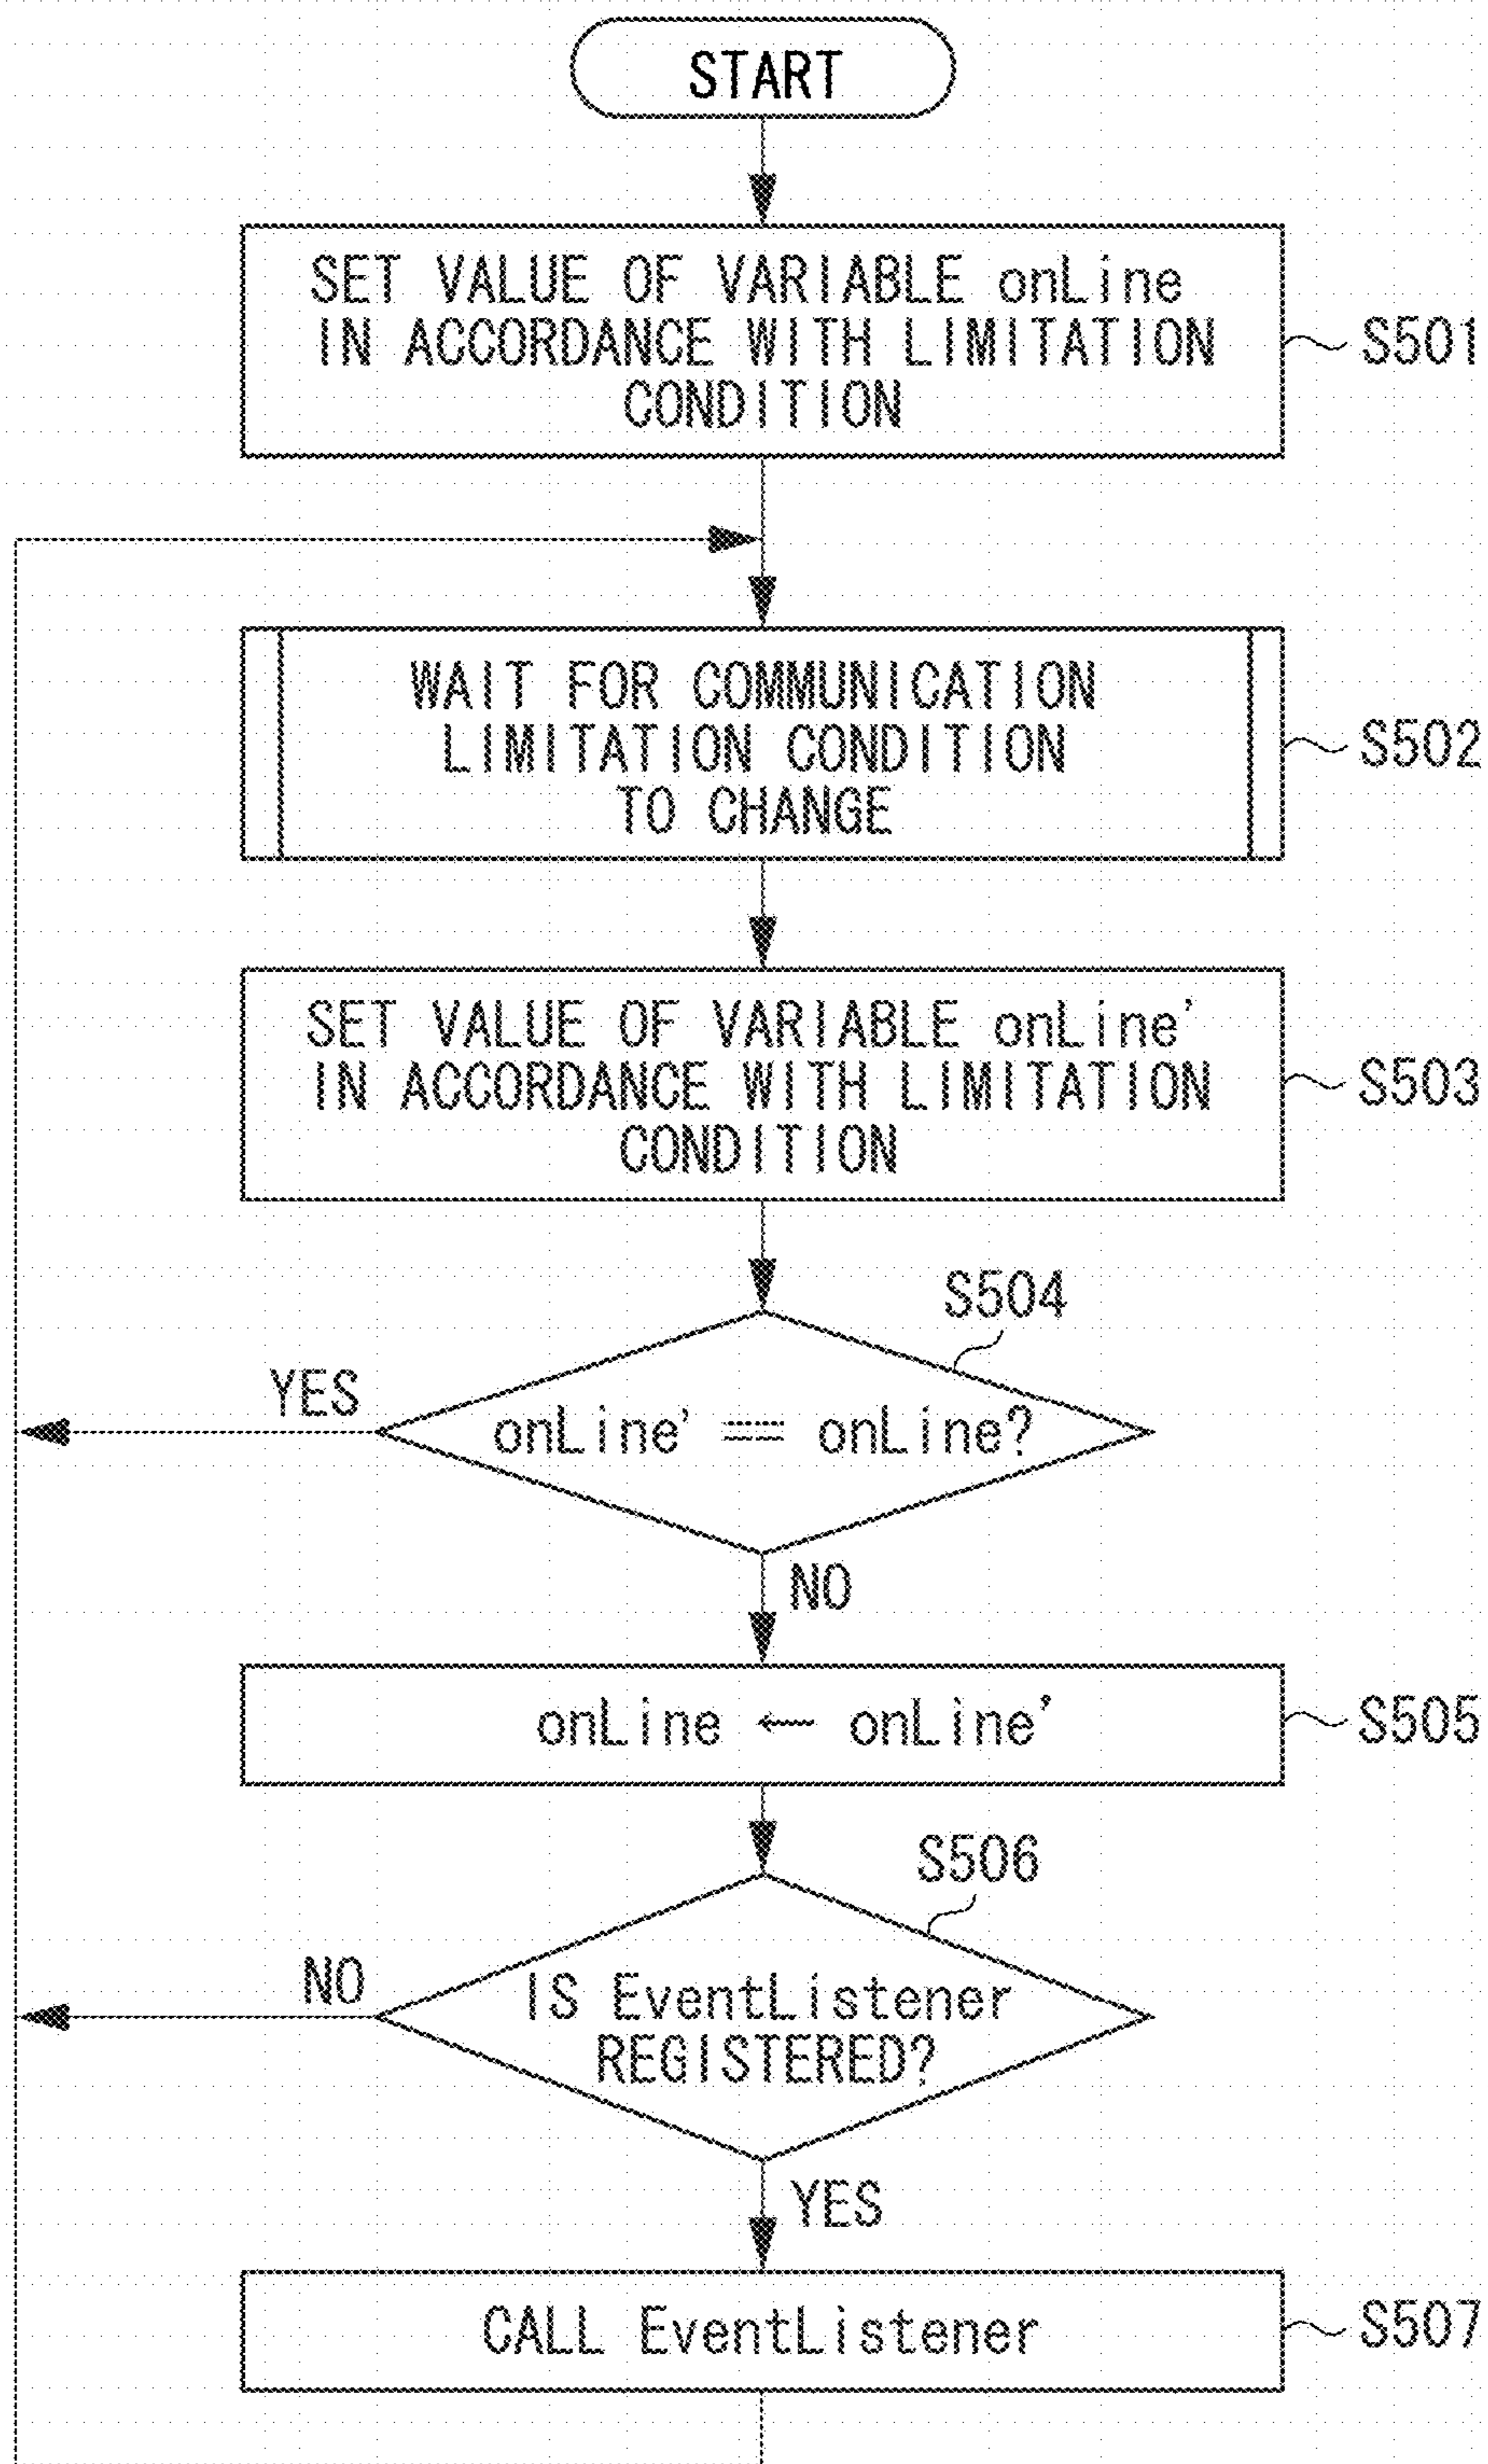 START
SET VALUE OF VARIABLE onLine
IN ACCORDANCE WITH LIMITATION
CONDITION
S501
WAIT FOR COMMUNICATION
LIMITATION CONDITION
TO CHANGE
S502
SET VALUE OF VARIABLE onLine'
IN ACCORDANCE WITH LIMITATION
CONDITION
S503
S504
YES
onLine' == onLine?
NO
onLine ← onLine'
S505
S506
NO
IS EventListener
REGISTERED?
YES
CALL EventListener
S507